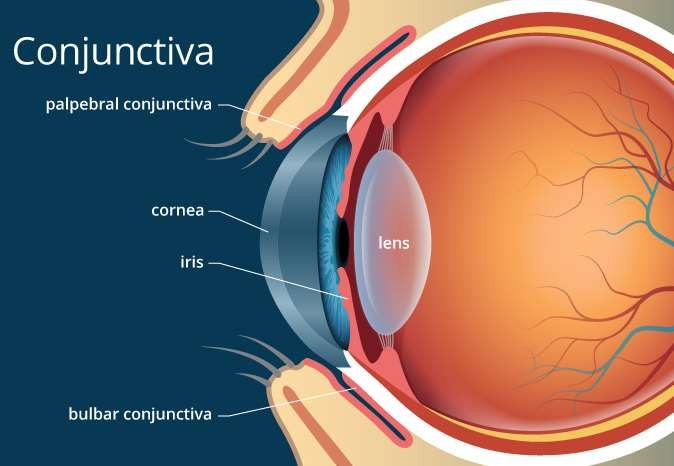 Conjunctiva
palpebral conjunctiva
cornea
lens
iris
bulbar conjunctiva